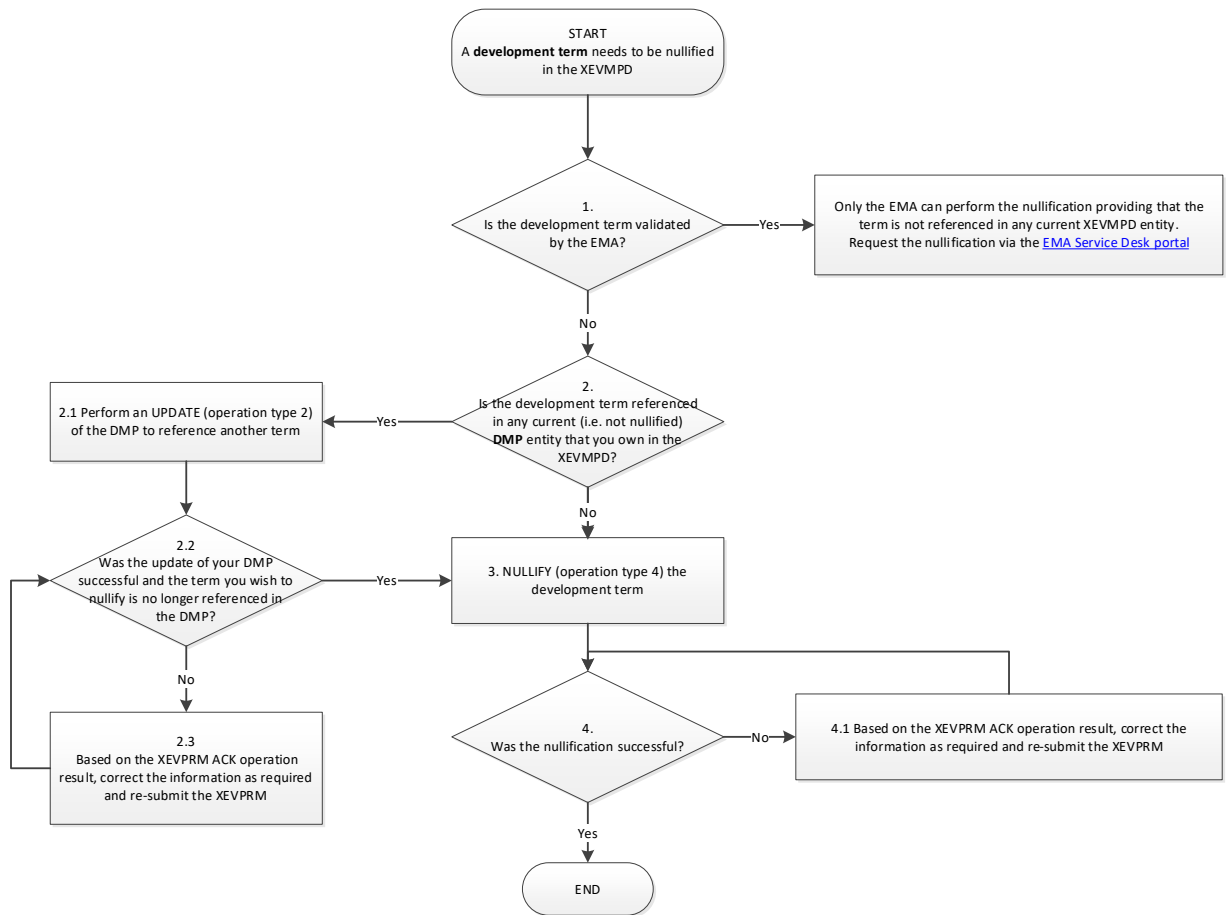 START
A development term needs to be nullified
in the XEVMPD
1.
Is the development term validated
by the EMA?
Yes
Only the EMA can perform the nullification providing that the
term is not referenced in any current XEVMPD entity.
Request the nullification via the EMA Service Desk portal
No
2.
Is the development term referenced
in any current (i.e. not nullified)
DMP entity that you own in the
XEVMPD?
Yes
2.1 Perform an UPDATE (operation type 2)
of the DMP to reference another term
No
2.2
Was the update of your DMP
successful and the term you wish to
nullify is no longer referenced in
the DMP?
Yes
3. NULLIFY (operation type 4) the
development term
No
2.3
Based on the XEVPRM ACK operation
result, correct the information as required
and re-submit the XEVPRM
4.
Was the nullification successful?
No
4.1 Based on the XEVPRM ACK operation result, correct the
information as required and re-submit the XEVPRM
Yes
END